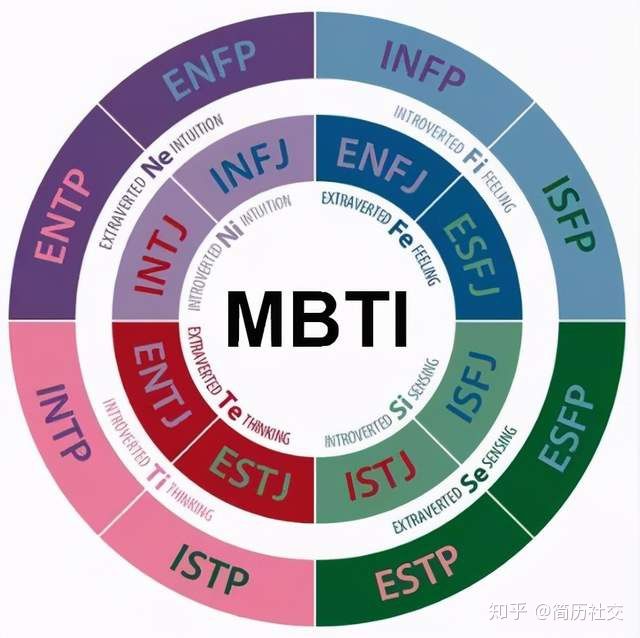 ENFP
INFP
ENTP
EXTRAVERTED Ne INTUITION
INTROVERTED Fi FEELING
ISFP
INFJ
ENFJ
INTJ
INTROVERTED Ni INTUITION
EXTRAVERTED Fe FEELING
ESFJ
MBTI
ENTJ
EXTRAVERTED Te THINKING
INTROVERTED Si SENSING
ISFJ
ESTJ
ISTJ
INTP
INTROVERTED Ti THINKING
EXTRAVERTED Se SENSING
ESFP
ISTP
ESTP
知乎 @简历社交